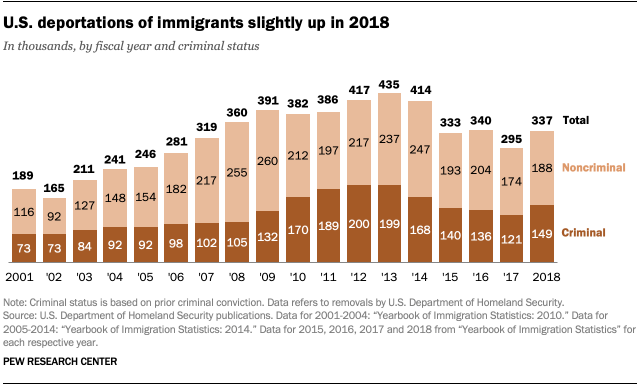 U.S. deportations of immigrants slightly up in 2018
In thousands, by fiscal year and criminal status
189 165 211 241 246 281 319 360 391 382 386 417 435 414 333 340 295 337 Total
116 92 127 148 154 182 217 255 260 212 197 217 237 247 193 204 174 188 Noncriminal
73 73 84 92 92 98 102 105 132 170 189 200 199 168 140 136 121 149 Criminal
2001 '02 '03 '04 '05 '06 '07 '08 '09 '10 '11 '12 '13 '14 '15 '16 '17 2018
Note: Criminal status is based on prior criminal conviction. Data refers to removals by U.S. Department of Homeland Security.
Source: U.S. Department of Homeland Security publications. Data for 2001-2004: “Yearbook of Immigration Statistics: 2010.” Data for
2005-2014: “Yearbook of Immigration Statistics: 2014.” Data for 2015, 2016, 2017 and 2018 from “Yearbook of Immigration Statistics” for
each respective year.
PEW RESEARCH CENTER